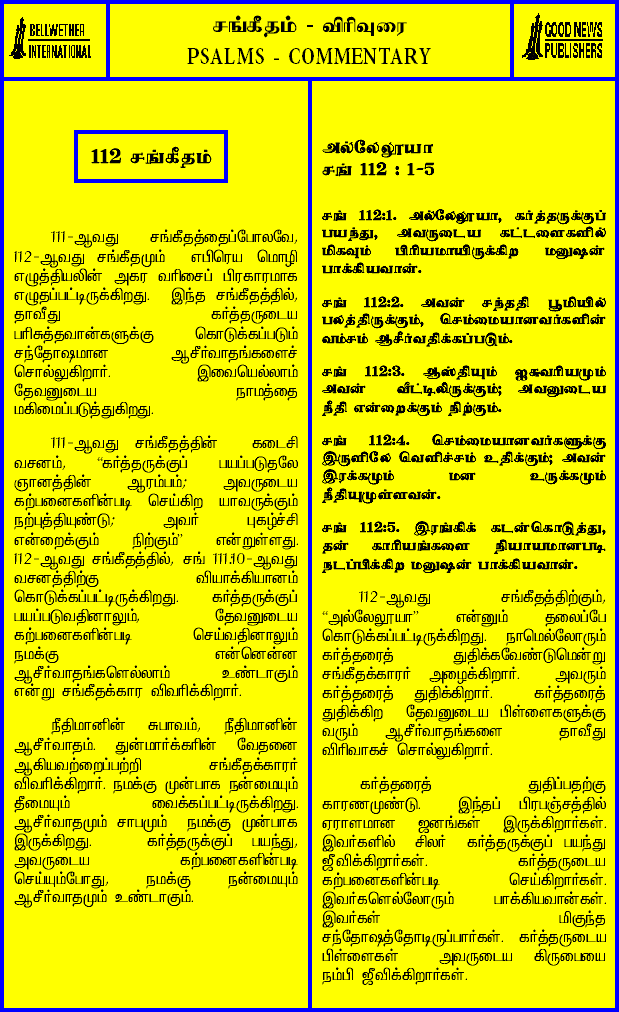 BELLWETHER
INTERNATIONAL
சங்கீதம் - விரிவுரை
PSALMS - COMMENTARY
GOOD NEWS
PUBLISHERS
112 சங்கீதம்
111-ஆவது சங்கீதத்தைப்போலவே,
112-ஆவது சங்கீதமும் எபிரெய மொழி
எழுத்தியலின் அகர வரிசைப் பிரகாரமாக
எழுதப்பட்டிருக்கிறது. இந்த சங்கீதத்தில்,
தாவீது கர்த்தருடைய
பரிசுத்தவான்களுக்கு கொடுக்கப்படும்
சந்தோஷமான ஆசீர்வாதங்களைச்
சொல்லுகிறார். இவையெல்லாம்
தேவனுடைய நாமத்தை
மகிமைப்படுத்துகிறது.
111-ஆவது சங்கீதத்தின் கடைசி
வசனம், “கர்த்தருக்குப் பயப்படுதலே
ஞானத்தின் ஆரம்பம்; அவருடைய
கற்பனைகளின்படி செய்கிற யாவருக்கும்
நற்புத்தியுண்டு; அவர் புகழ்ச்சி
என்றைக்கும் நிற்கும்” என்றுள்ளது.
112-ஆவது சங்கீதத்தில், சங் 111:10-ஆவது
வசனத்திற்கு வியாக்கியானம்
கொடுக்கப்பட்டிருக்கிறது. கர்த்தருக்குப்
பயப்படுவதினாலும், தேவனுடைய
கற்பனைகளின்படி செய்வதினாலும்
நமக்கு என்னென்ன
ஆசீர்வாதங்களெல்லாம் உண்டாகும்
என்று சங்கீதக்கார விவரிக்கிறார்.
நீதிமானின் சுபாவம், நீதிமானின்
ஆசீர்வாதம். துன்மார்க்கரின் வேதனை
ஆகியவற்றைப்பற்றி சங்கீதக்காரர்
விவரிக்கிறார். நமக்கு முன்பாக நன்மையும்
தீமையும் வைக்கப்பட்டிருக்கிறது.
ஆசீர்வாதமும் சாபமும் நமக்கு முன்பாக
இருக்கிறது. கர்த்தருக்குப் பயந்து,
அவருடைய கற்பனைகளின்படி
செய்யும்போது, நமக்கு நன்மையும்
ஆசீர்வாதமும் உண்டாகும்.
அல்லேலூயா
சங் 112 : 1-5
சங் 112:1. அல்லேலூயா, கர்த்தருக்குப்
பயந்து, அவருடைய கட்டளைகளில்
மிகவும் பிரியமாயிருக்கிற மனுஷன்
பாக்கியவான்.
சங் 112:2. அவன் சந்ததி பூமியில்
பலத்திருக்கும், செம்மையானவர்களின்
வம்சம் ஆசீர்வதிக்கப்படும்.
சங் 112:3. ஆஸ்தியும் ஐசுவரியமும்
அவன் வீட்டிலிருக்கும்; அவனுடைய
நீதி என்றைக்கும் நிற்கும்.
சங் 112:4. செம்மையானவர்களுக்கு
இருளிலே வெளிச்சம் உதிக்கும்; அவன்
இரக்கமும் மன உருக்கமும்
நீதியுமுள்ளவன்.
சங் 112:5. இரங்கிக் கடன்கொடுத்து,
தன் காரியங்களை நியாயமானபடி
நடப்பிக்கிற மனுஷன் பாக்கியவான்.
112-ஆவது சங்கீதத்திற்கும்,
“அல்லேலூயா” என்னும் தலைப்பே
கொடுக்கப்பட்டிருக்கிறது. நாமெல்லோரும்
கர்த்தரைத் துதிக்கவேண்டுமென்று
சங்கீதக்காரர் அழைக்கிறார். அவரும்
கர்த்தரைத் துதிக்கிறார். கர்த்தரைத்
துதிக்கிற தேவனுடைய பிள்ளைகளுக்கு
வரும் ஆசீர்வாதங்களை தாவீது
விரிவாகச் சொல்லுகிறார்.
கர்த்தரைத் துதிப்பதற்கு
காரணமுண்டு. இந்தப் பிரபஞ்சத்தில்
ஏராளமான ஜனங்கள் இருக்கிறார்கள்.
இவர்களில் சிலர் கர்த்தருக்குப் பயந்து
ஜீவிக்கிறார்கள். கர்த்தருடைய
கற்பனைகளின்படி செய்கிறார்கள்.
இவர்களெல்லோரும் பாக்கியவான்கள்.
இவர்கள் மிகுந்த
சந்தோஷத்தோடிருப்பார்கள். கர்த்தருடைய
பிள்ளைகள் அவருடைய கிருபையை
நம்பி ஜீவிக்கிறார்கள்.